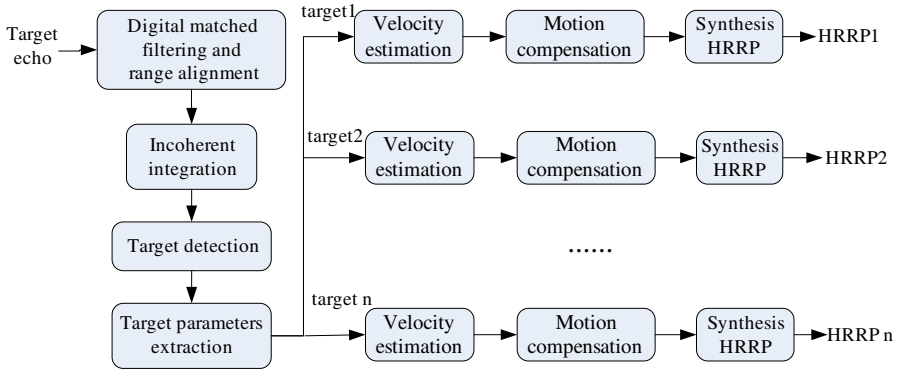 Target
echo
Digital matched
filtering and
range alignment
Incoherent
integration
Target detection
Target parameters
extraction
target1
Velocity
estimation
Motion
compensation
Synthesis
HRRP
HRRP1
target2
Velocity
estimation
Motion
compensation
Synthesis
HRRP
HRRP2
......
target n
Velocity
estimation
Motion
compensation
Synthesis
HRRP
HRRP n